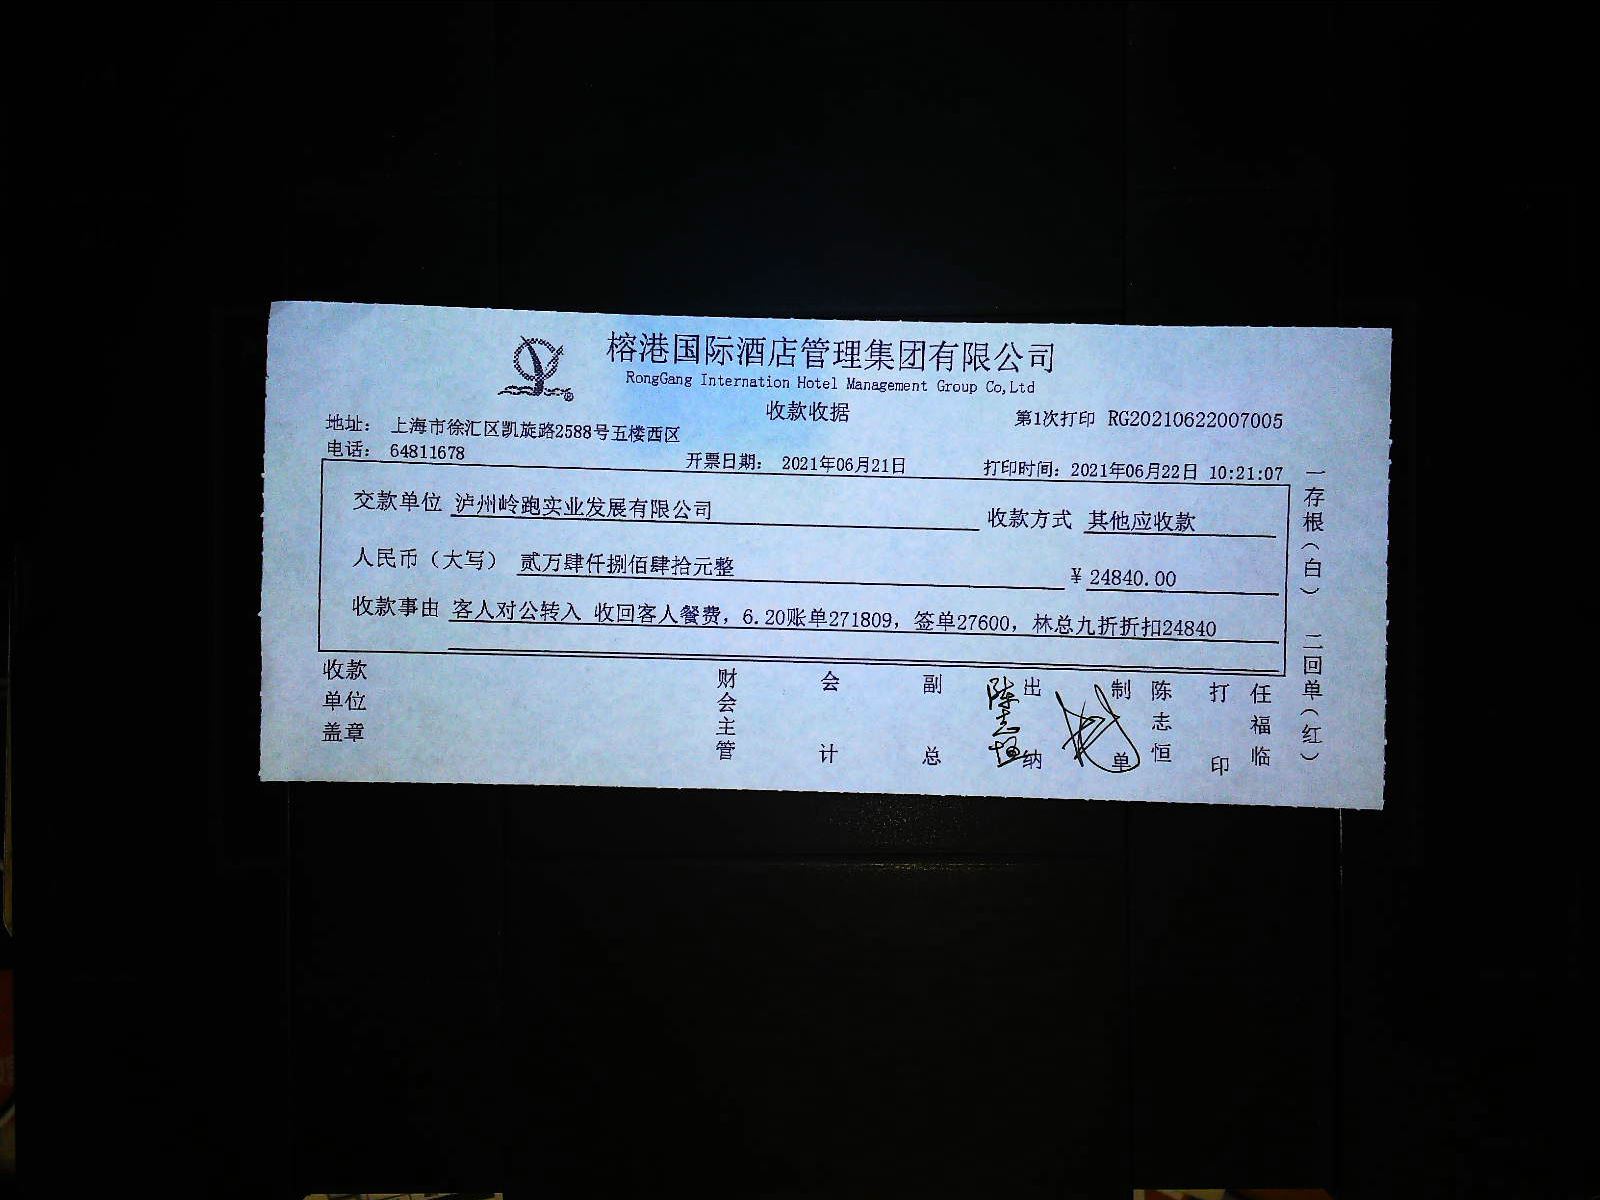 榕港国际酒店管理集团有限公司
RongGang Internation Hotel Management Group Co,Ltd
收款收据
第1次打印 RG20210622007005
地址： 上海市徐汇区凯旋路2588号五楼西区
电话： 64811678
开票日期： 2021年06月21日
打印时间：2021年06月22日 10:21:07
交款单位 泸州岭跑实业发展有限公司
收款方式 其他应收款
人民币（大写） 贰万肆仟捌佰肆拾元整
¥ 24840.00
收款事由 客人对公转入 收回客人餐费，6.20账单271809，签单27600，林总九折折扣24840
收款单位盖章
财会主管
会计
副总
出纳
陈志恒
制单
陈志恒
打印
任福临
一存根（白） 二回单（红）